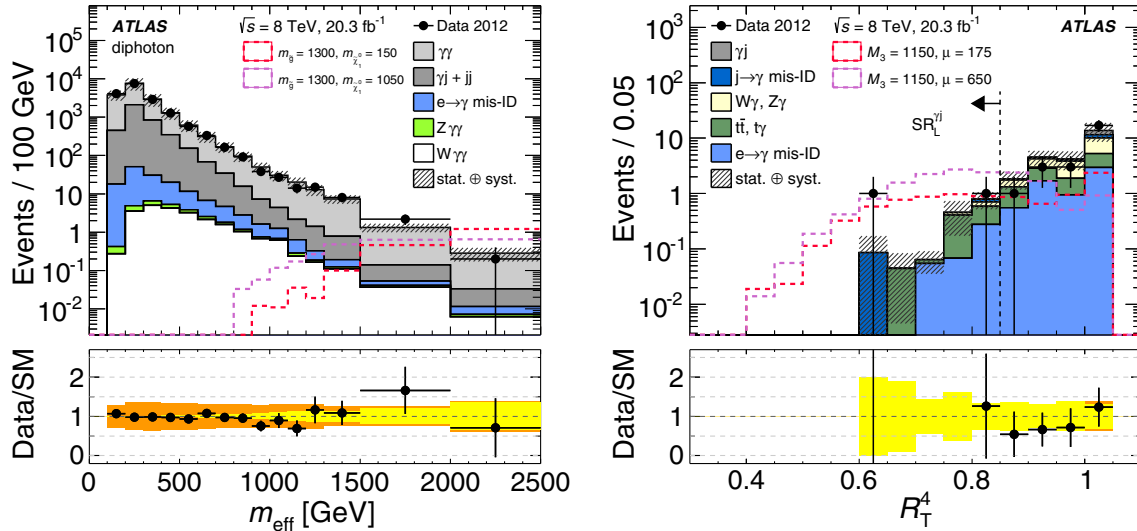 ATLAS
diphoton
√s = 8 TeV, 20.3 fb⁻¹
m_g̃ = 1300, m_χ̃₁⁰ = 150
m_g̃ = 1300, m_χ̃₁⁰ = 1050
Data 2012
γγ
γj + jj
e→γ mis-ID
Z γγ
W γγ
stat. ⊕ syst.
Events / 100 GeV
10⁵
10⁴
10³
10²
10
1
10⁻¹
10⁻²
Data/SM
2
1
0
0 500 1000 1500 2000 2500
m_eff [GeV]
Data 2012
√s = 8 TeV, 20.3 fb⁻¹
ATLAS
γj
j→γ mis-ID
Wγ, Zγ
tt̄, tγ
e→γ mis-ID
stat. ⊕ syst.
M₃ = 1150, μ = 175
M₃ = 1150, μ = 650
SR_L^γj
Events / 0.05
10³
10²
10
1
10⁻¹
10⁻²
Data/SM
2
1
0
0.4 0.6 0.8 1
R_T^4